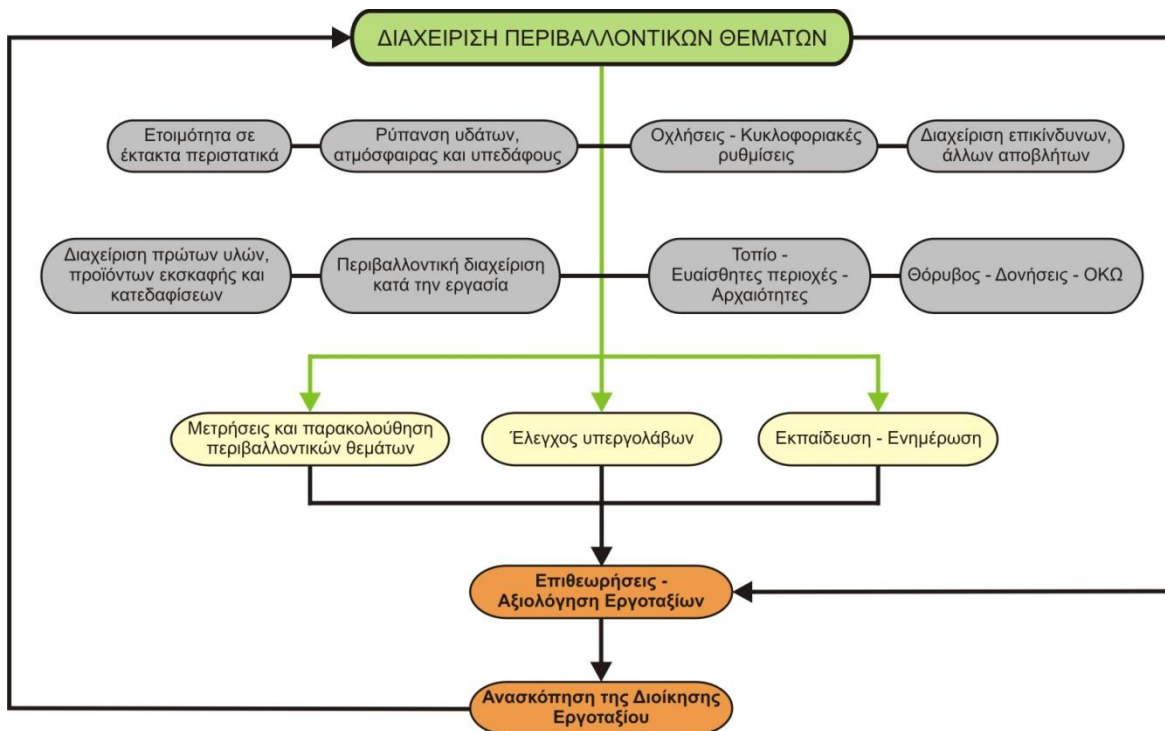 ΔΙΑΧΕΙΡΙΣΗ ΠΕΡΙΒΑΛΛΟΝΤΙΚΩΝ ΘΕΜΑΤΩΝ
Ετοιμότητα σε
έκτακτα περιστατικά
Ρύπανση υδάτων,
ατμόσφαιρας και υπεδάφους
Οχλήσεις - Κυκλοφοριακές
ρυθμίσεις
Διαχείριση επικίνδυνων,
άλλων αποβλήτων
Διαχείριση πρώτων υλών,
προϊόντων εκσκαφής και
κατεδαφίσεων
Περιβαλλοντική διαχείριση
κατά την εργασία
Τοπίο -
Ευαίσθητες περιοχές -
Αρχαιότητες
Θόρυβος - Δονήσεις - ΟΚΩ
Μετρήσεις και παρακολούθηση
περιβαλλοντικών θεμάτων
Έλεγχος υπεργολάβων
Εκπαίδευση - Ενημέρωση
Επιθεωρήσεις -
Αξιολόγηση Εργοταξίων
Ανασκόπηση της Διοίκησης
Εργοταξίου